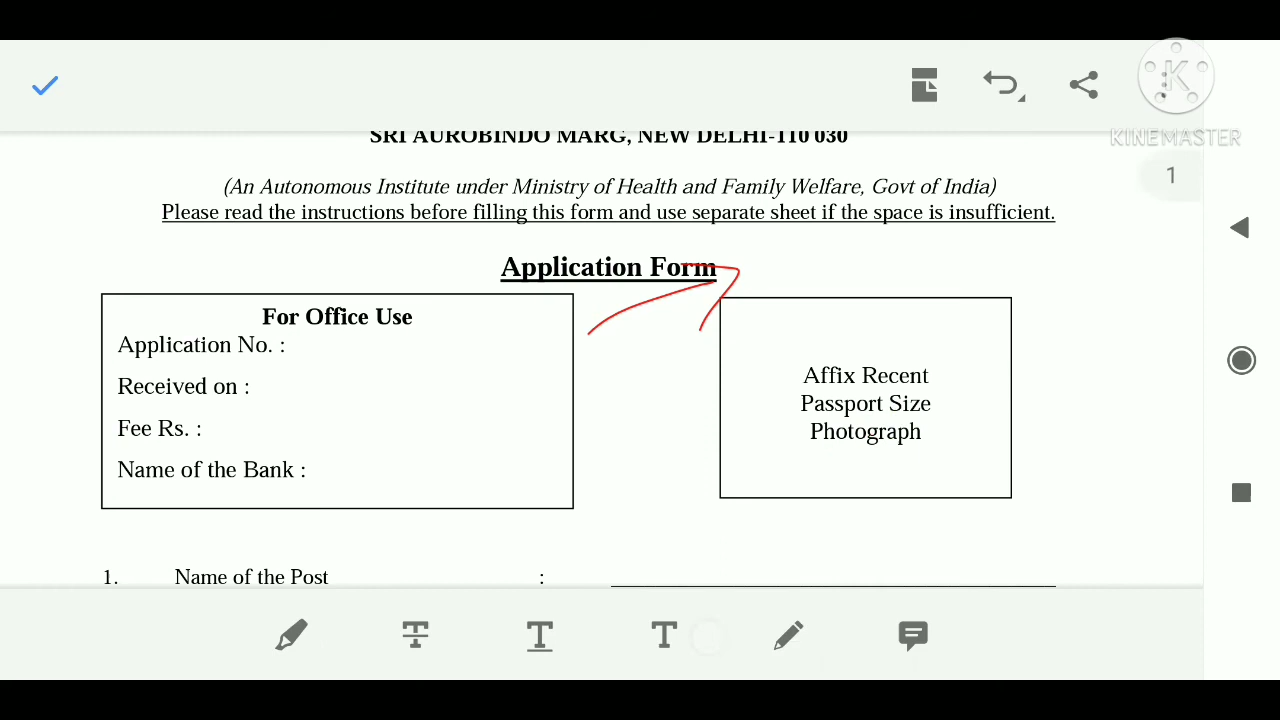 KINEMASTER
1
SRI AUROBINDO MARG, NEW DELHI-110 030
(An Autonomous Institute under Ministry of Health and Family Welfare, Govt of India)
Please read the instructions before filling this form and use separate sheet if the space is insufficient.
Application Form
For Office Use
Application No. :
Received on :
Fee Rs. :
Name of the Bank :
Affix Recent
Passport Size
Photograph
1. Name of the Post :